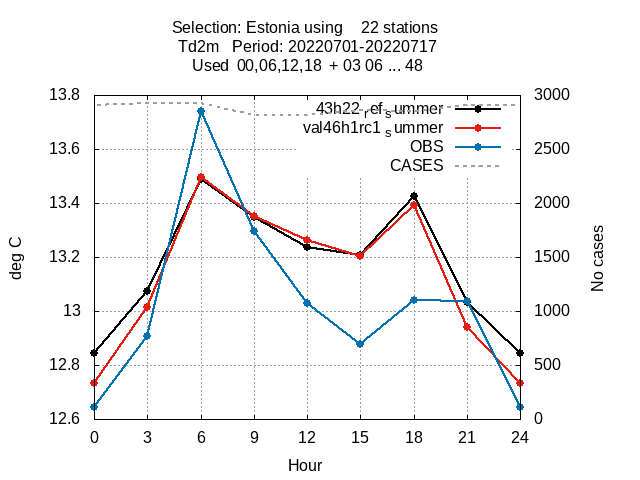 Selection: Estonia using 22 stations
Td2m Period: 20220701-20220717
Used 00,06,12,18 + 03 06 ... 48
13.8
13.6
13.4
13.2
13
12.8
12.6
3000
2500
2000
1500
1000
500
0
43h22_ref_summer
val46h1rc1_summer
OBS
CASES
deg C
No cases
0 3 6 9 12 15 18 21 24
Hour